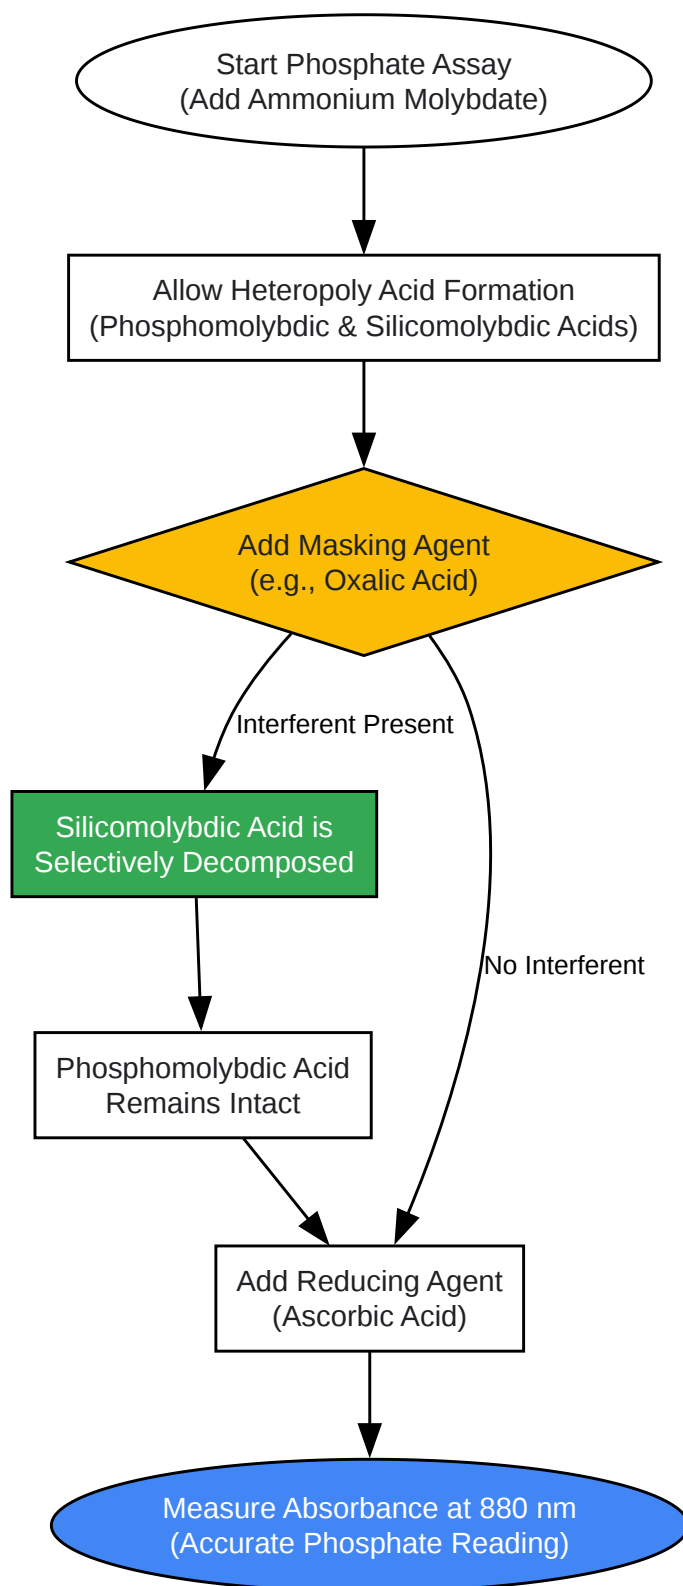 Start Phosphate Assay
(Add Ammonium Molybdate)
Allow Heteropoly Acid Formation
(Phosphomolybdic & Silicomolybdic Acids)
Add Masking Agent
(e.g., Oxalic Acid)
Interferent Present
Silicomolybdic Acid is
Selectively Decomposed
No Interferent
Phosphomolybdic Acid
Remains Intact
Add Reducing Agent
(Ascorbic Acid)
Measure Absorbance at 880 nm
(Accurate Phosphate Reading)